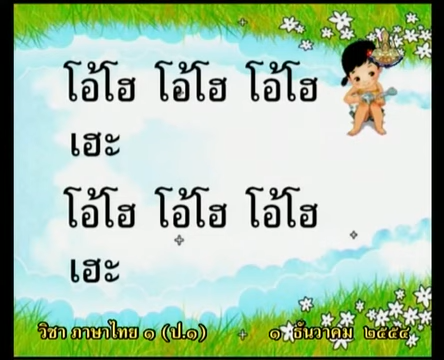 โอ้โฮ โอ้โฮ โอ้โฮ
เฮะ
โอ้โฮ โอ้โฮ โอ้โฮ
เฮะ
วิชา ภาษาไทย ๑ (ป.๑) ๑ ธันวาคม ๒๕๕๔